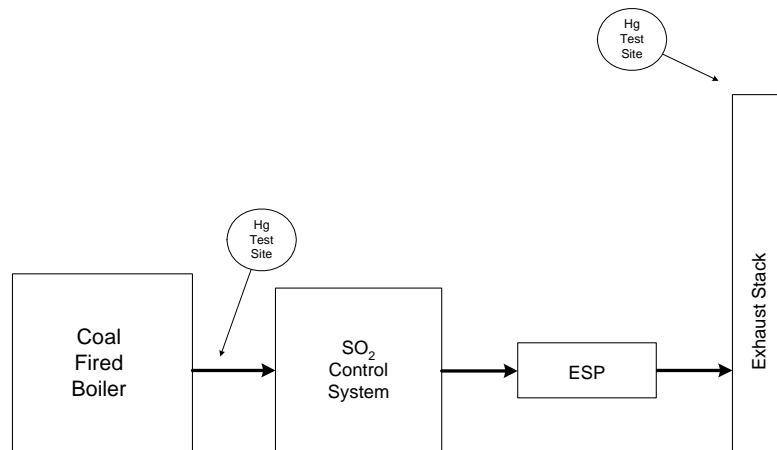 Hg
Test
Site
Hg
Test
Site
Coal
Fired
Boiler
SO₂
Control
System
ESP
Exhaust Stack